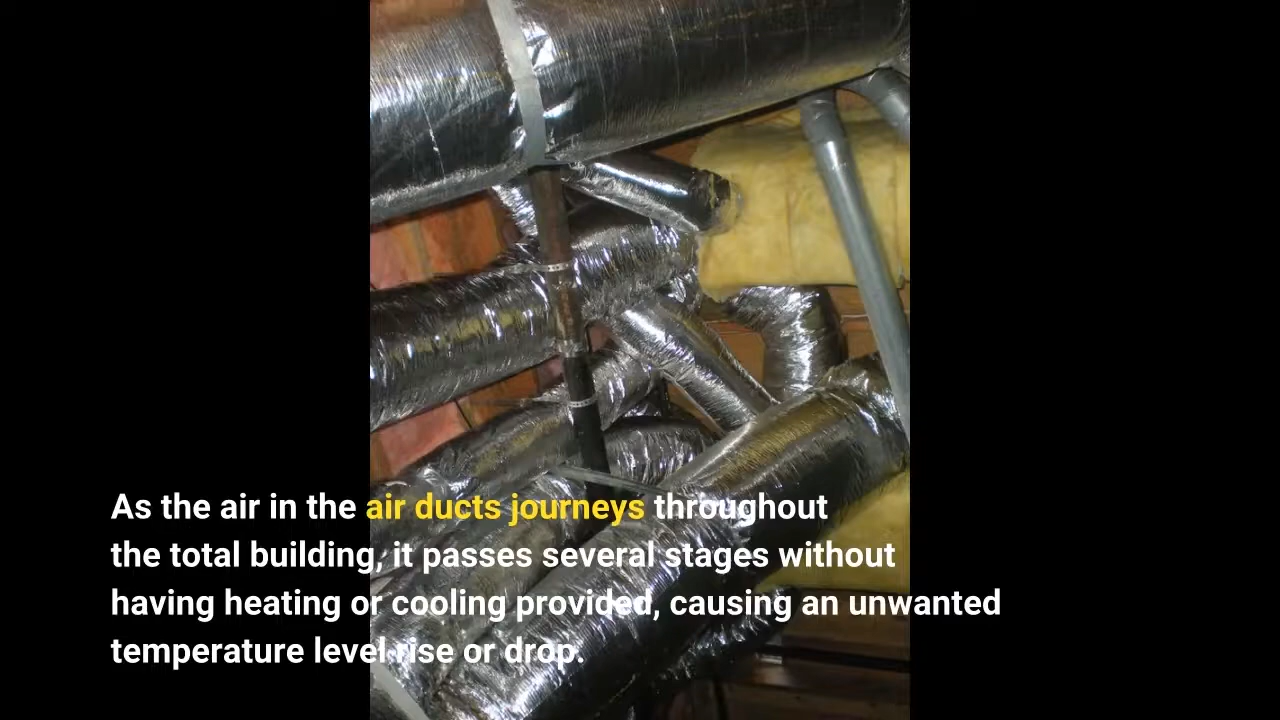 As the air in the air ducts journeys throughout
the total building, it passes several stages without
having heating or cooling provided, causing an unwanted
temperature level rise or drop.